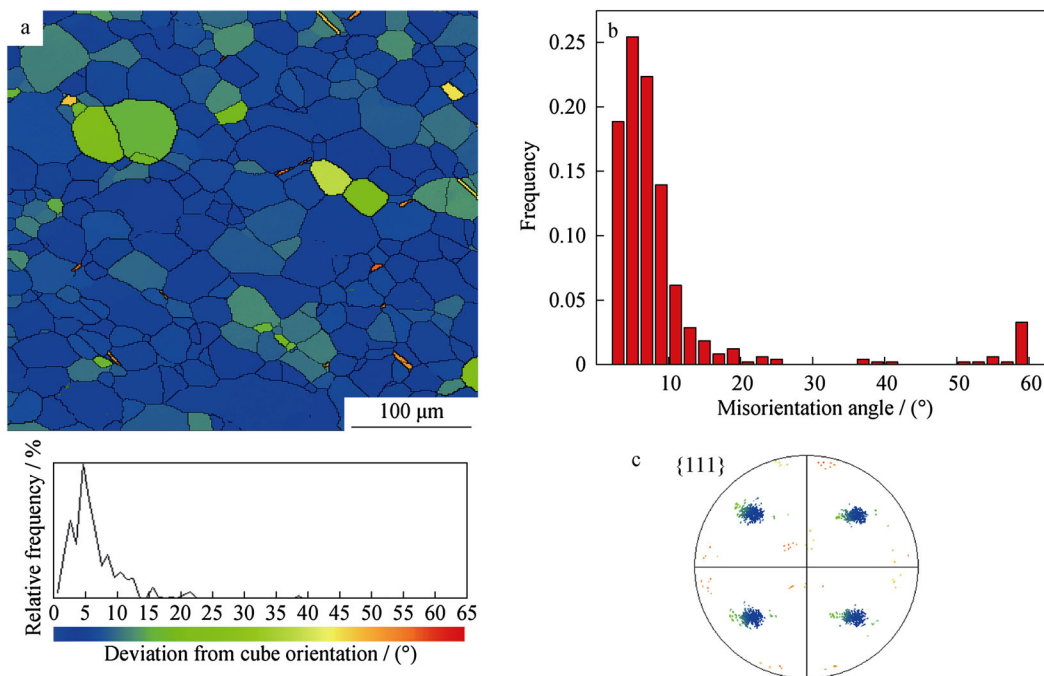 a
100 μm
Relative frequency / %
0 5 10 15 20 25 30 35 40 45 50 55 60 65
Deviation from cube orientation / (°)
b
Frequency
0.25
0.20
0.15
0.10
0.05
0
10 20 30 40 50 60
Misorientation angle / (°)
c
{111}